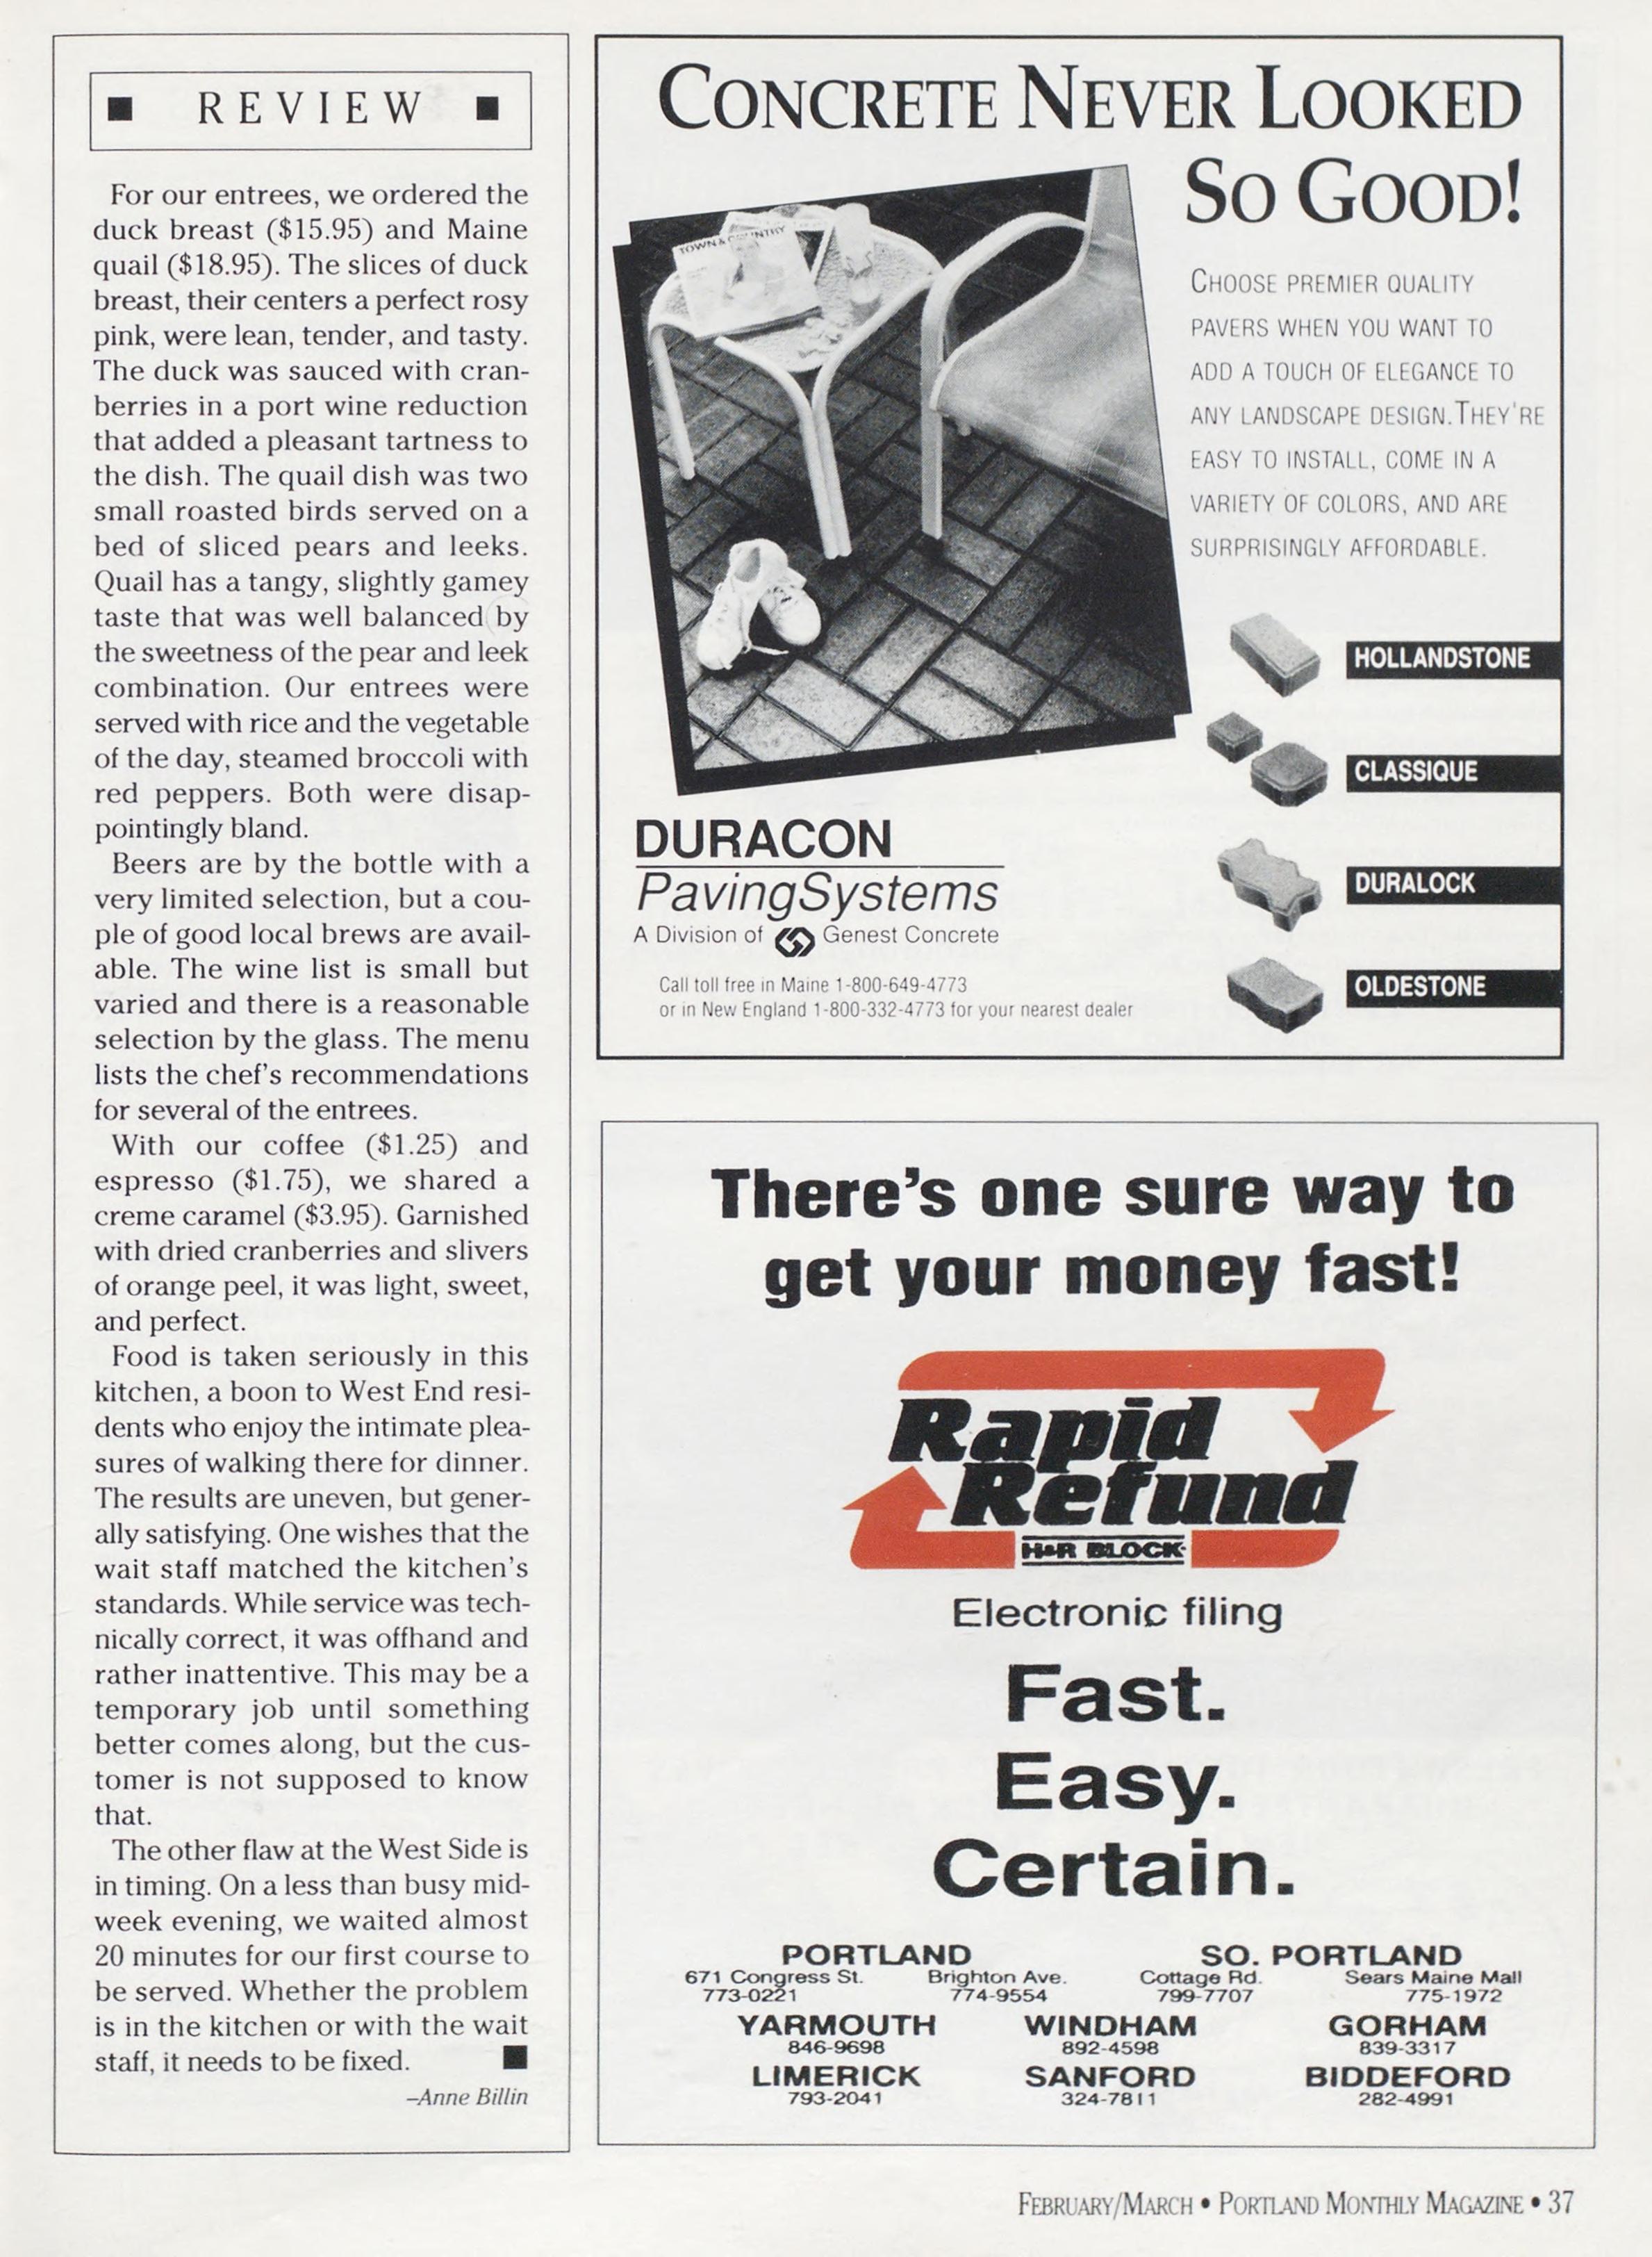 ■ REVIEW ■
For our entrees, we ordered the
duck breast ($15.95) and Maine
quail ($18.95). The slices of duck
breast, their centers a perfect rosy
pink, were lean, tender, and tasty.
The duck was sauced with cran-
berries in a port wine reduction
that added a pleasant tartness to
the dish. The quail dish was two
small roasted birds served on a
bed of sliced pears and leeks.
Quail has a tangy, slightly gamey
taste that was well balanced by
the sweetness of the pear and leek
combination. Our entrees were
served with rice and the vegetable
of the day, steamed broccoli with
red peppers. Both were disap-
pointingly bland.
Beers are by the bottle with a
very limited selection, but a cou-
ple of good local brews are avail-
able. The wine list is small but
varied and there is a reasonable
selection by the glass. The menu
lists the chef's recommendations
for several of the entrees.
With our coffee ($1.25) and
espresso ($1.75), we shared a
creme caramel ($3.95). Garnished
with dried cranberries and slivers
of orange peel, it was light, sweet,
and perfect.
Food is taken seriously in this
kitchen, a boon to West End resi-
dents who enjoy the intimate plea-
sures of walking there for dinner.
The results are uneven, but gener-
ally satisfying. One wishes that the
wait staff matched the kitchen's
standards. While service was tech-
nically correct, it was offhand and
rather inattentive. This may be a
temporary job until something
better comes along, but the cus-
tomer is not supposed to know
that.
The other flaw at the West Side is
in timing. On a less than busy mid-
week evening, we waited almost
20 minutes for our first course to
be served. Whether the problem
is in the kitchen or with the wait
staff, it needs to be fixed. ■
–Anne Billin
CONCRETE NEVER LOOKED
SO GOOD!
TOWN & COUNTRY
CHOOSE PREMIER QUALITY
PAVERS WHEN YOU WANT TO
ADD A TOUCH OF ELEGANCE TO
ANY LANDSCAPE DESIGN.THEY'RE
EASY TO INSTALL, COME IN A
VARIETY OF COLORS, AND ARE
SURPRISINGLY AFFORDABLE.
HOLLANDSTONE
CLASSIQUE
DURALOCK
OLDESTONE
DURACON
PavingSystems
A Division of Genest Concrete
Call toll free in Maine 1-800-649-4773
or in New England 1-800-332-4773 for your nearest dealer
There's one sure way to
get your money fast!
Rapid
Refund
H&R BLOCK
Electronic filing
Fast.
Easy.
Certain.
PORTLAND SO. PORTLAND
671 Congress St. Brighton Ave. Cottage Rd. Sears Maine Mall
773-0221 774-9554 799-7707 775-1972
YARMOUTH WINDHAM GORHAM
846-9698 892-4598 839-3317
LIMERICK SANFORD BIDDEFORD
793-2041 324-7811 282-4991
FEBRUARY/MARCH • PORTLAND MONTHLY MAGAZINE • 37